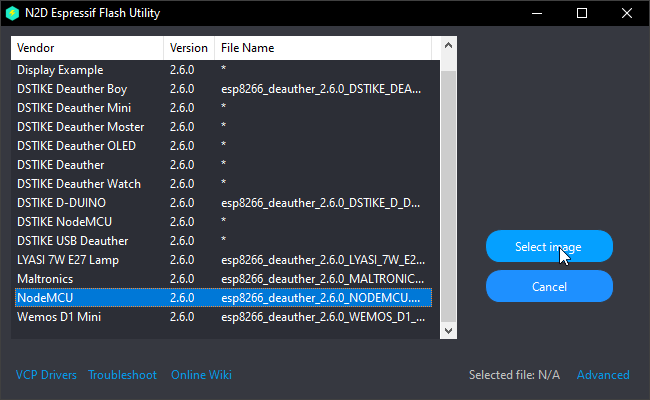 N2D Espressif Flash Utility
Vendor Version File Name
Display Example 2.6.0 *
DSTIKE Deauther Boy 2.6.0 esp8266_deauther_2.6.0_DSTIKE_DEA...
DSTIKE Deauther Mini 2.6.0 *
DSTIKE Deauther Moster 2.6.0 *
DSTIKE Deauther OLED 2.6.0 *
DSTIKE Deauther 2.6.0 *
DSTIKE Deauther Watch 2.6.0 *
DSTIKE D-DUINO 2.6.0 esp8266_deauther_2.6.0_DSTIKE_D_D...
DSTIKE NodeMCU 2.6.0 *
DSTIKE USB Deauther 2.6.0 *
LYASI 7W E27 Lamp 2.6.0 esp8266_deauther_2.6.0_LYASI_7W_E2...
Maltronics 2.6.0 esp8266_deauther_2.6.0_MALTRONIC...
NodeMCU 2.6.0 esp8266_deauther_2.6.0_NODEMCU....
Wemos D1 Mini 2.6.0 esp8266_deauther_2.6.0_WEMOS_D1_...
Select image
Cancel
VCP Drivers Troubleshoot Online Wiki Selected file: N/A Advanced